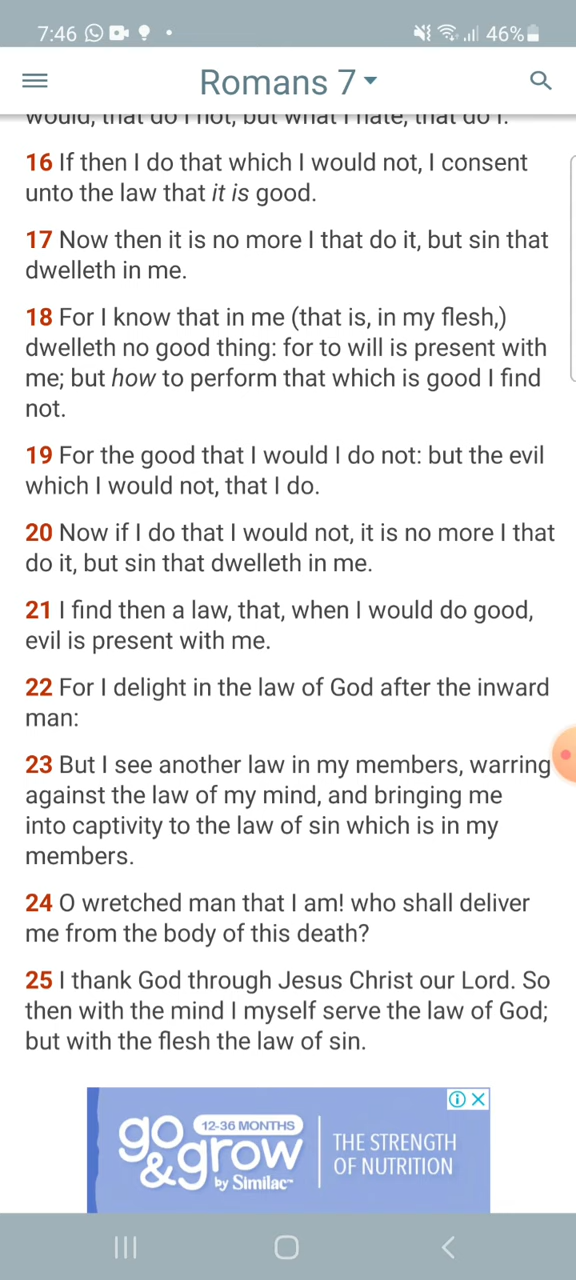 7:46 46%
Romans 7
would, that do I not; but what I hate, that do I.
16 If then I do that which I would not, I consent
unto the law that it is good.
17 Now then it is no more I that do it, but sin that
dwelleth in me.
18 For I know that in me (that is, in my flesh,)
dwelleth no good thing: for to will is present with
me; but how to perform that which is good I find
not.
19 For the good that I would I do not: but the evil
which I would not, that I do.
20 Now if I do that I would not, it is no more I that
do it, but sin that dwelleth in me.
21 I find then a law, that, when I would do good,
evil is present with me.
22 For I delight in the law of God after the inward
man:
23 But I see another law in my members, warring
against the law of my mind, and bringing me
into captivity to the law of sin which is in my
members.
24 O wretched man that I am! who shall deliver
me from the body of this death?
25 I thank God through Jesus Christ our Lord. So
then with the mind I myself serve the law of God;
but with the flesh the law of sin.
12-36 MONTHS
go
&grow
by Similac™
THE STRENGTH
OF NUTRITION